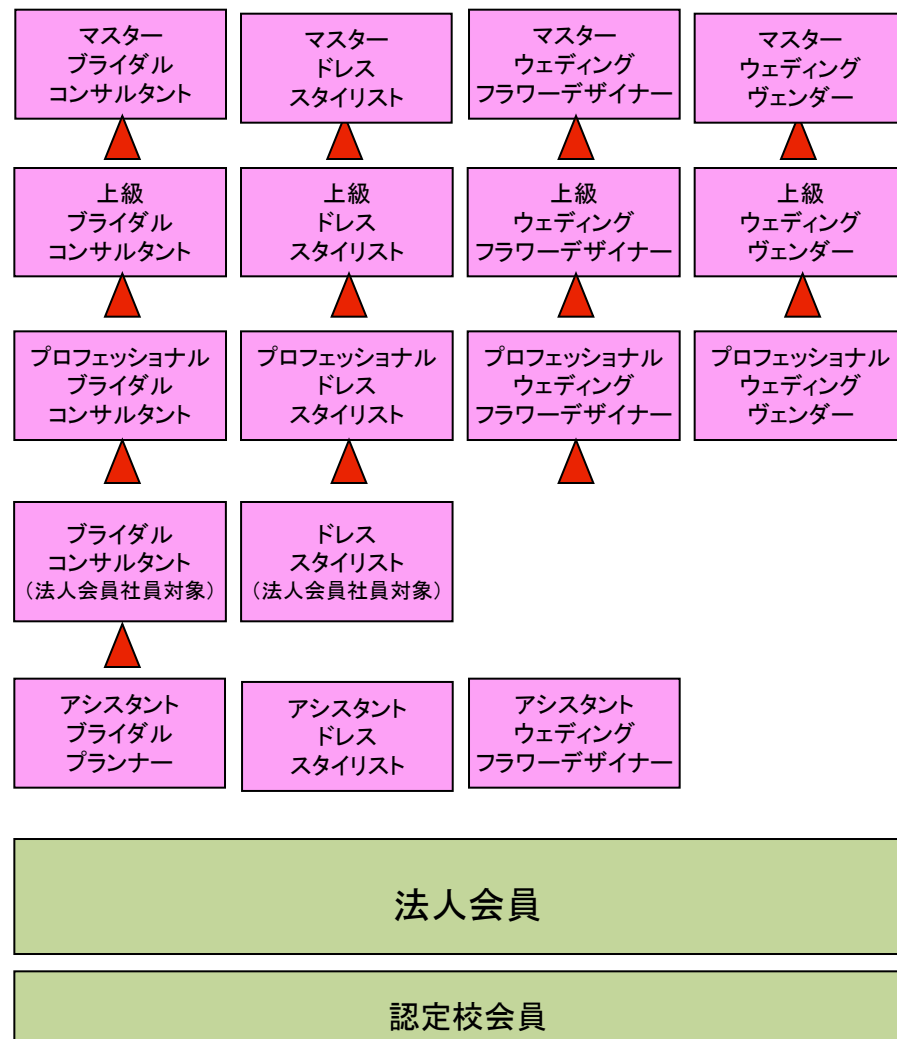 マスター
ブライダル
コンサルタント
マスター
ドレス
スタイリスト
マスター
ウェディング
フラワーデザイナー
マスター
ウェディング
ヴェンダー
上級
ブライダル
コンサルタント
上級
ドレス
スタイリスト
上級
ウェディング
フラワーデザイナー
上級
ウェディング
ヴェンダー
プロフェッショナル
ブライダル
コンサルタント
プロフェッショナル
ドレス
スタイリスト
プロフェッショナル
ウェディング
フラワーデザイナー
プロフェッショナル
ウェディング
ヴェンダー
ブライダル
コンサルタント
（法人会員社員対象）
ドレス
スタイリスト
（法人会員社員対象）
アシスタント
ブライダル
プランナー
アシスタント
ドレス
スタイリスト
アシスタント
ウェディング
フラワーデザイナー
法人会員
認定校会員